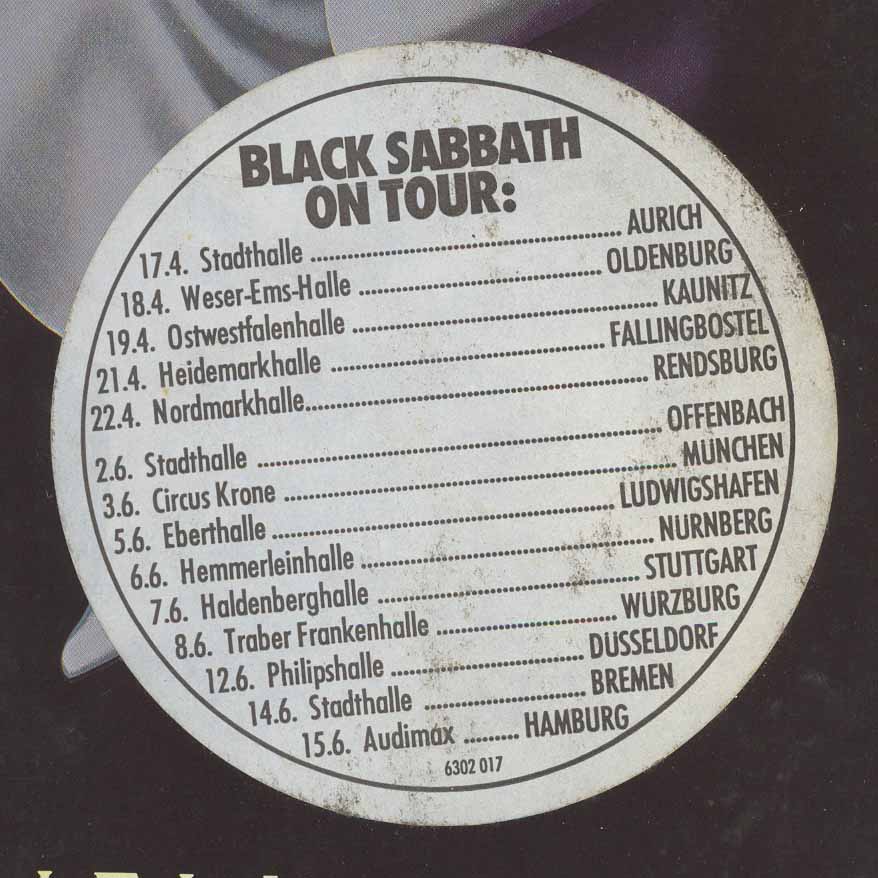 BLACK SABBATH
ON TOUR:
17.4. Stadthalle ........ AURICH
18.4. Weser-Ems-Halle ........ OLDENBURG
19.4. Ostwestfalenhalle ........ KAUNITZ
21.4. Heidemarkhalle ........ FALLINGBOSTEL
22.4. Nordmarkhalle ........ RENDSBURG
2.6. Stadthalle ........ OFFENBACH
3.6. Circus Krone ........ MÜNCHEN
5.6. Eberthalle ........ LUDWIGSHAFEN
6.6. Hemmerleinhalle ........ NÜRNBERG
7.6. Haldenberghalle ........ STUTTGART
8.6. Traber Frankenhalle ........ WÜRZBURG
12.6. Philipshalle ........ DÜSSELDORF
14.6. Stadthalle ........ BREMEN
15.6. Audimax ........ HAMBURG
6302 017